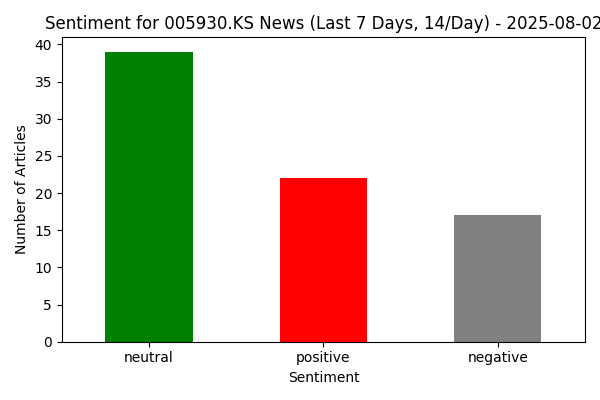 Sentiment for 005930.KS News (Last 7 Days, 14/Day) - 2025-08-02
40
35
30
25
20
15
10
5
0
Number of Articles
neutral positive negative
Sentiment